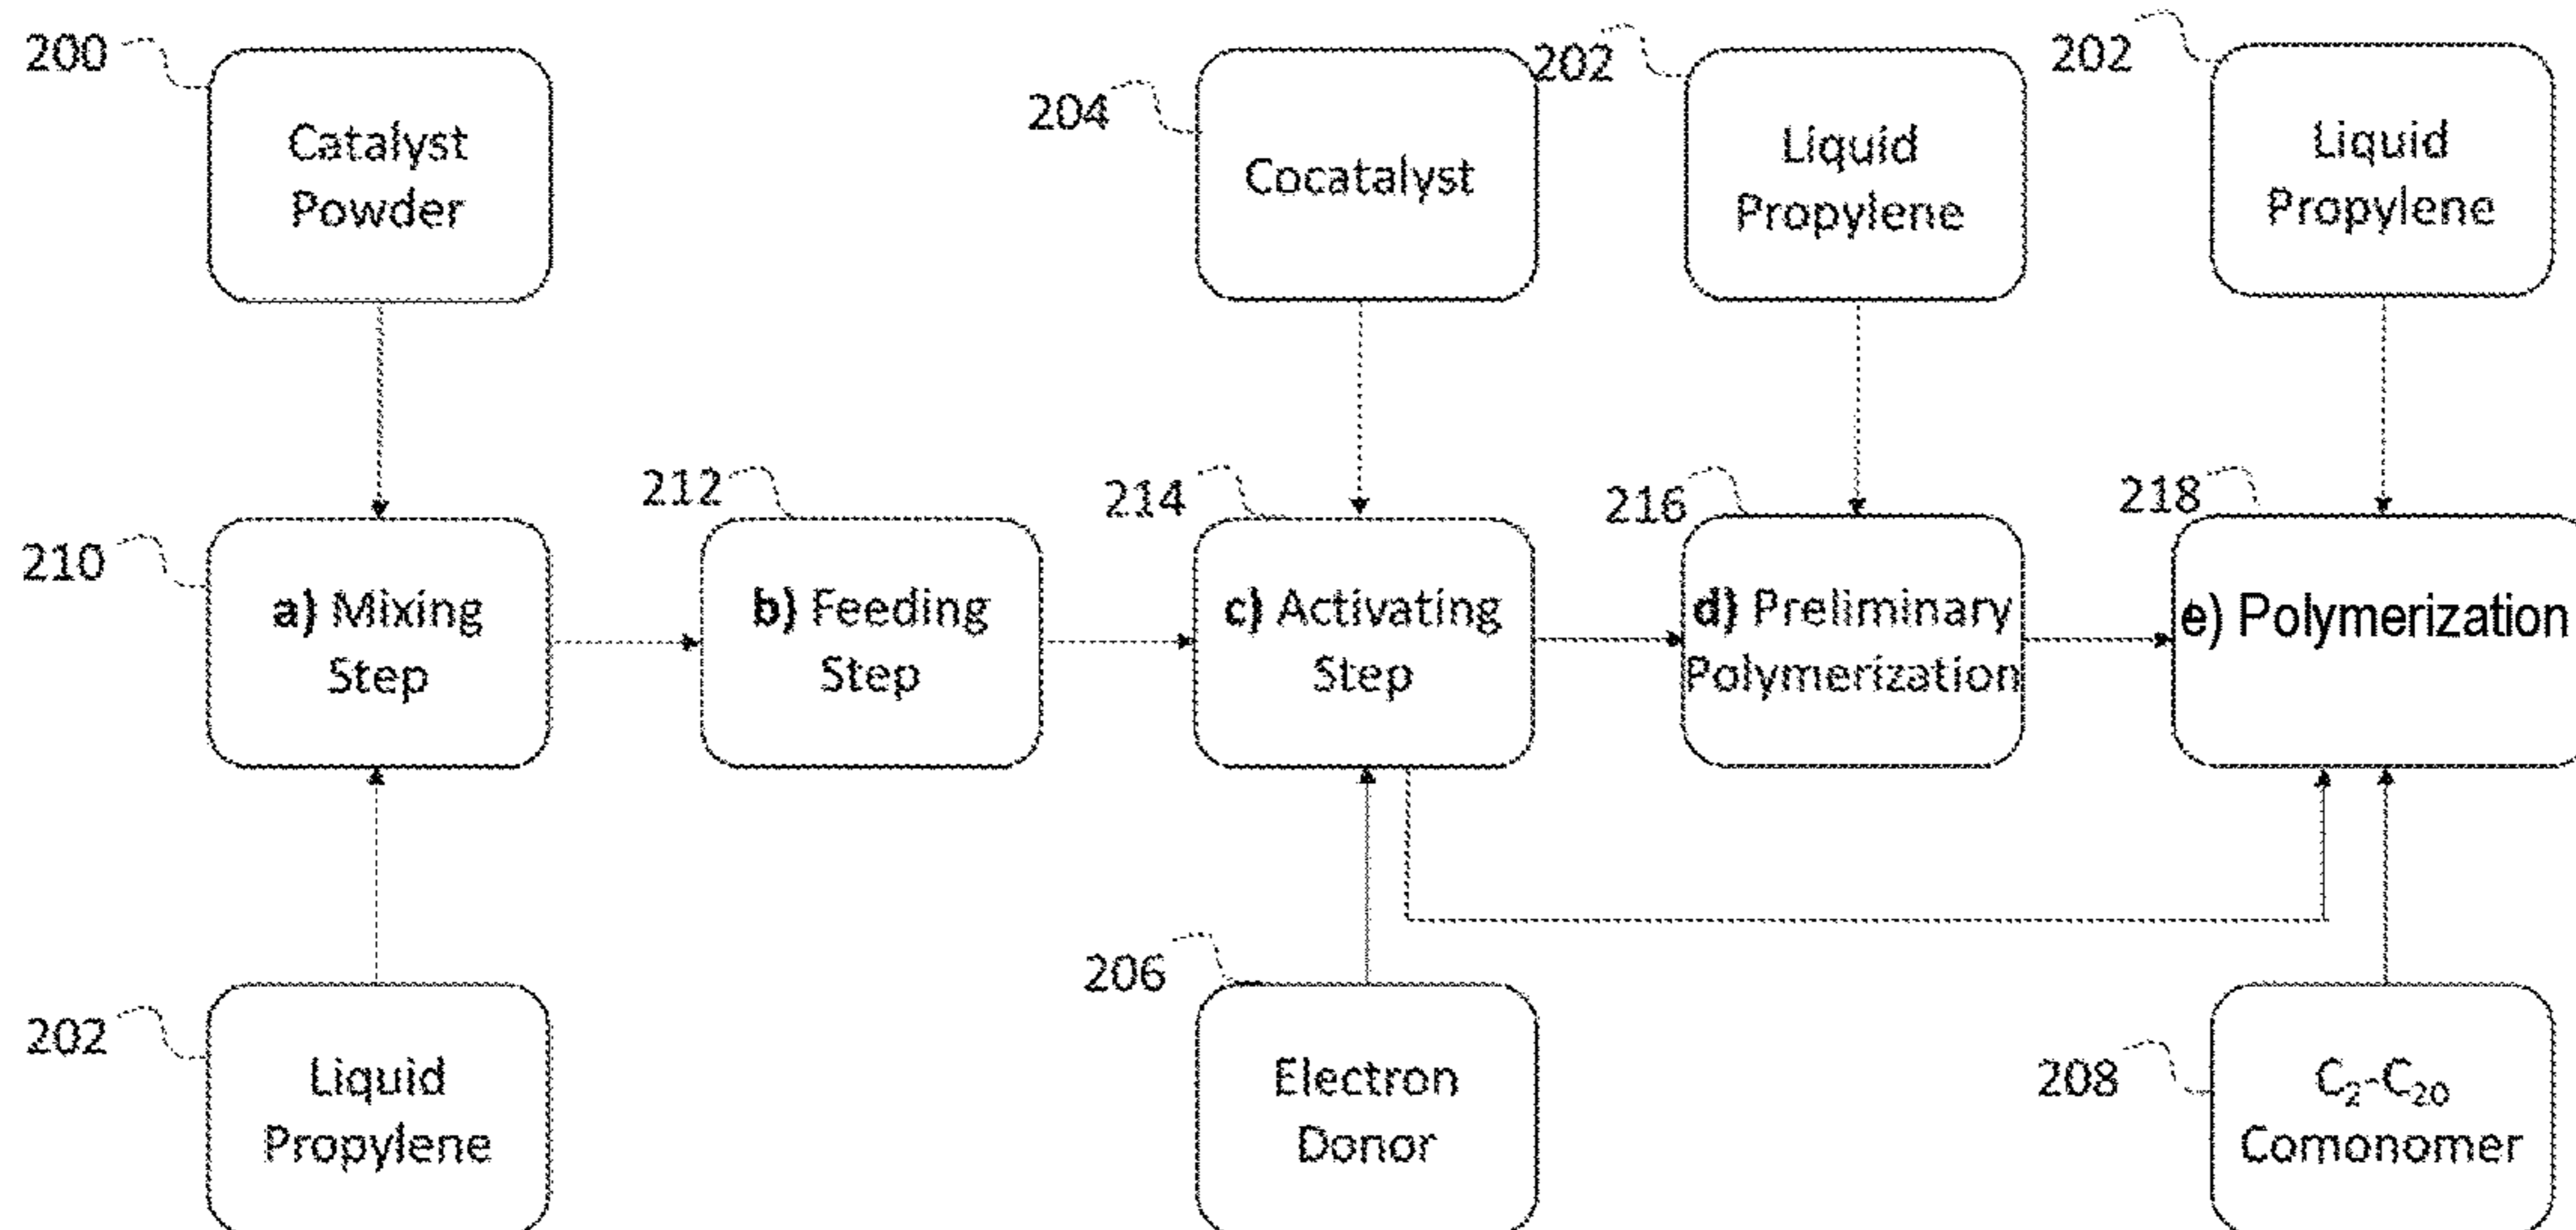 200
Catalyst
Powder
204
Cocatalyst
202
Liquid
Propylene
202
Liquid
Propylene
210
a) Mixing
Step
212
b) Feeding
Step
214
c) Activating
Step
216
d) Preliminary
Polymerization
218
e) Polymerization
202
Liquid
Propylene
206
Electron
Donor
208
C₂-C₂₀
Comonomer